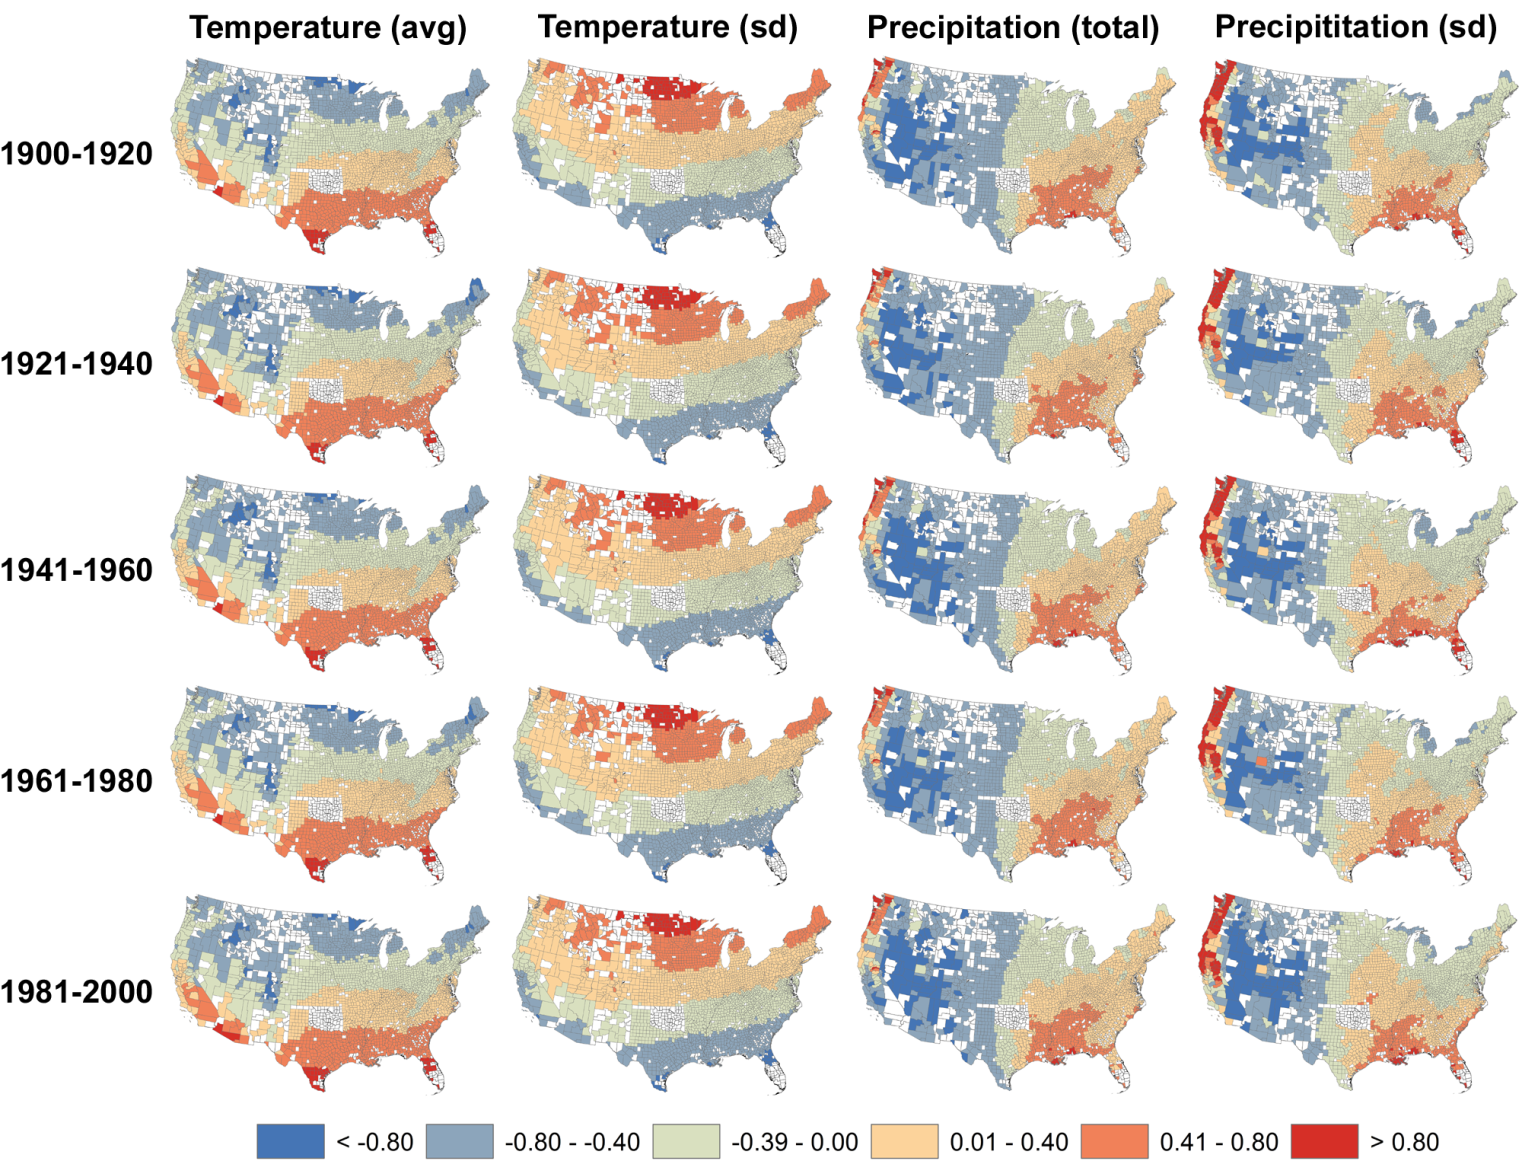 Temperature (avg) Temperature (sd) Precipitation (total) Precipititation (sd)
1900-1920
1921-1940
1941-1960
1961-1980
1981-2000
< -0.80 -0.80 - -0.40 -0.39 - 0.00 0.01 - 0.40 0.41 - 0.80 > 0.80